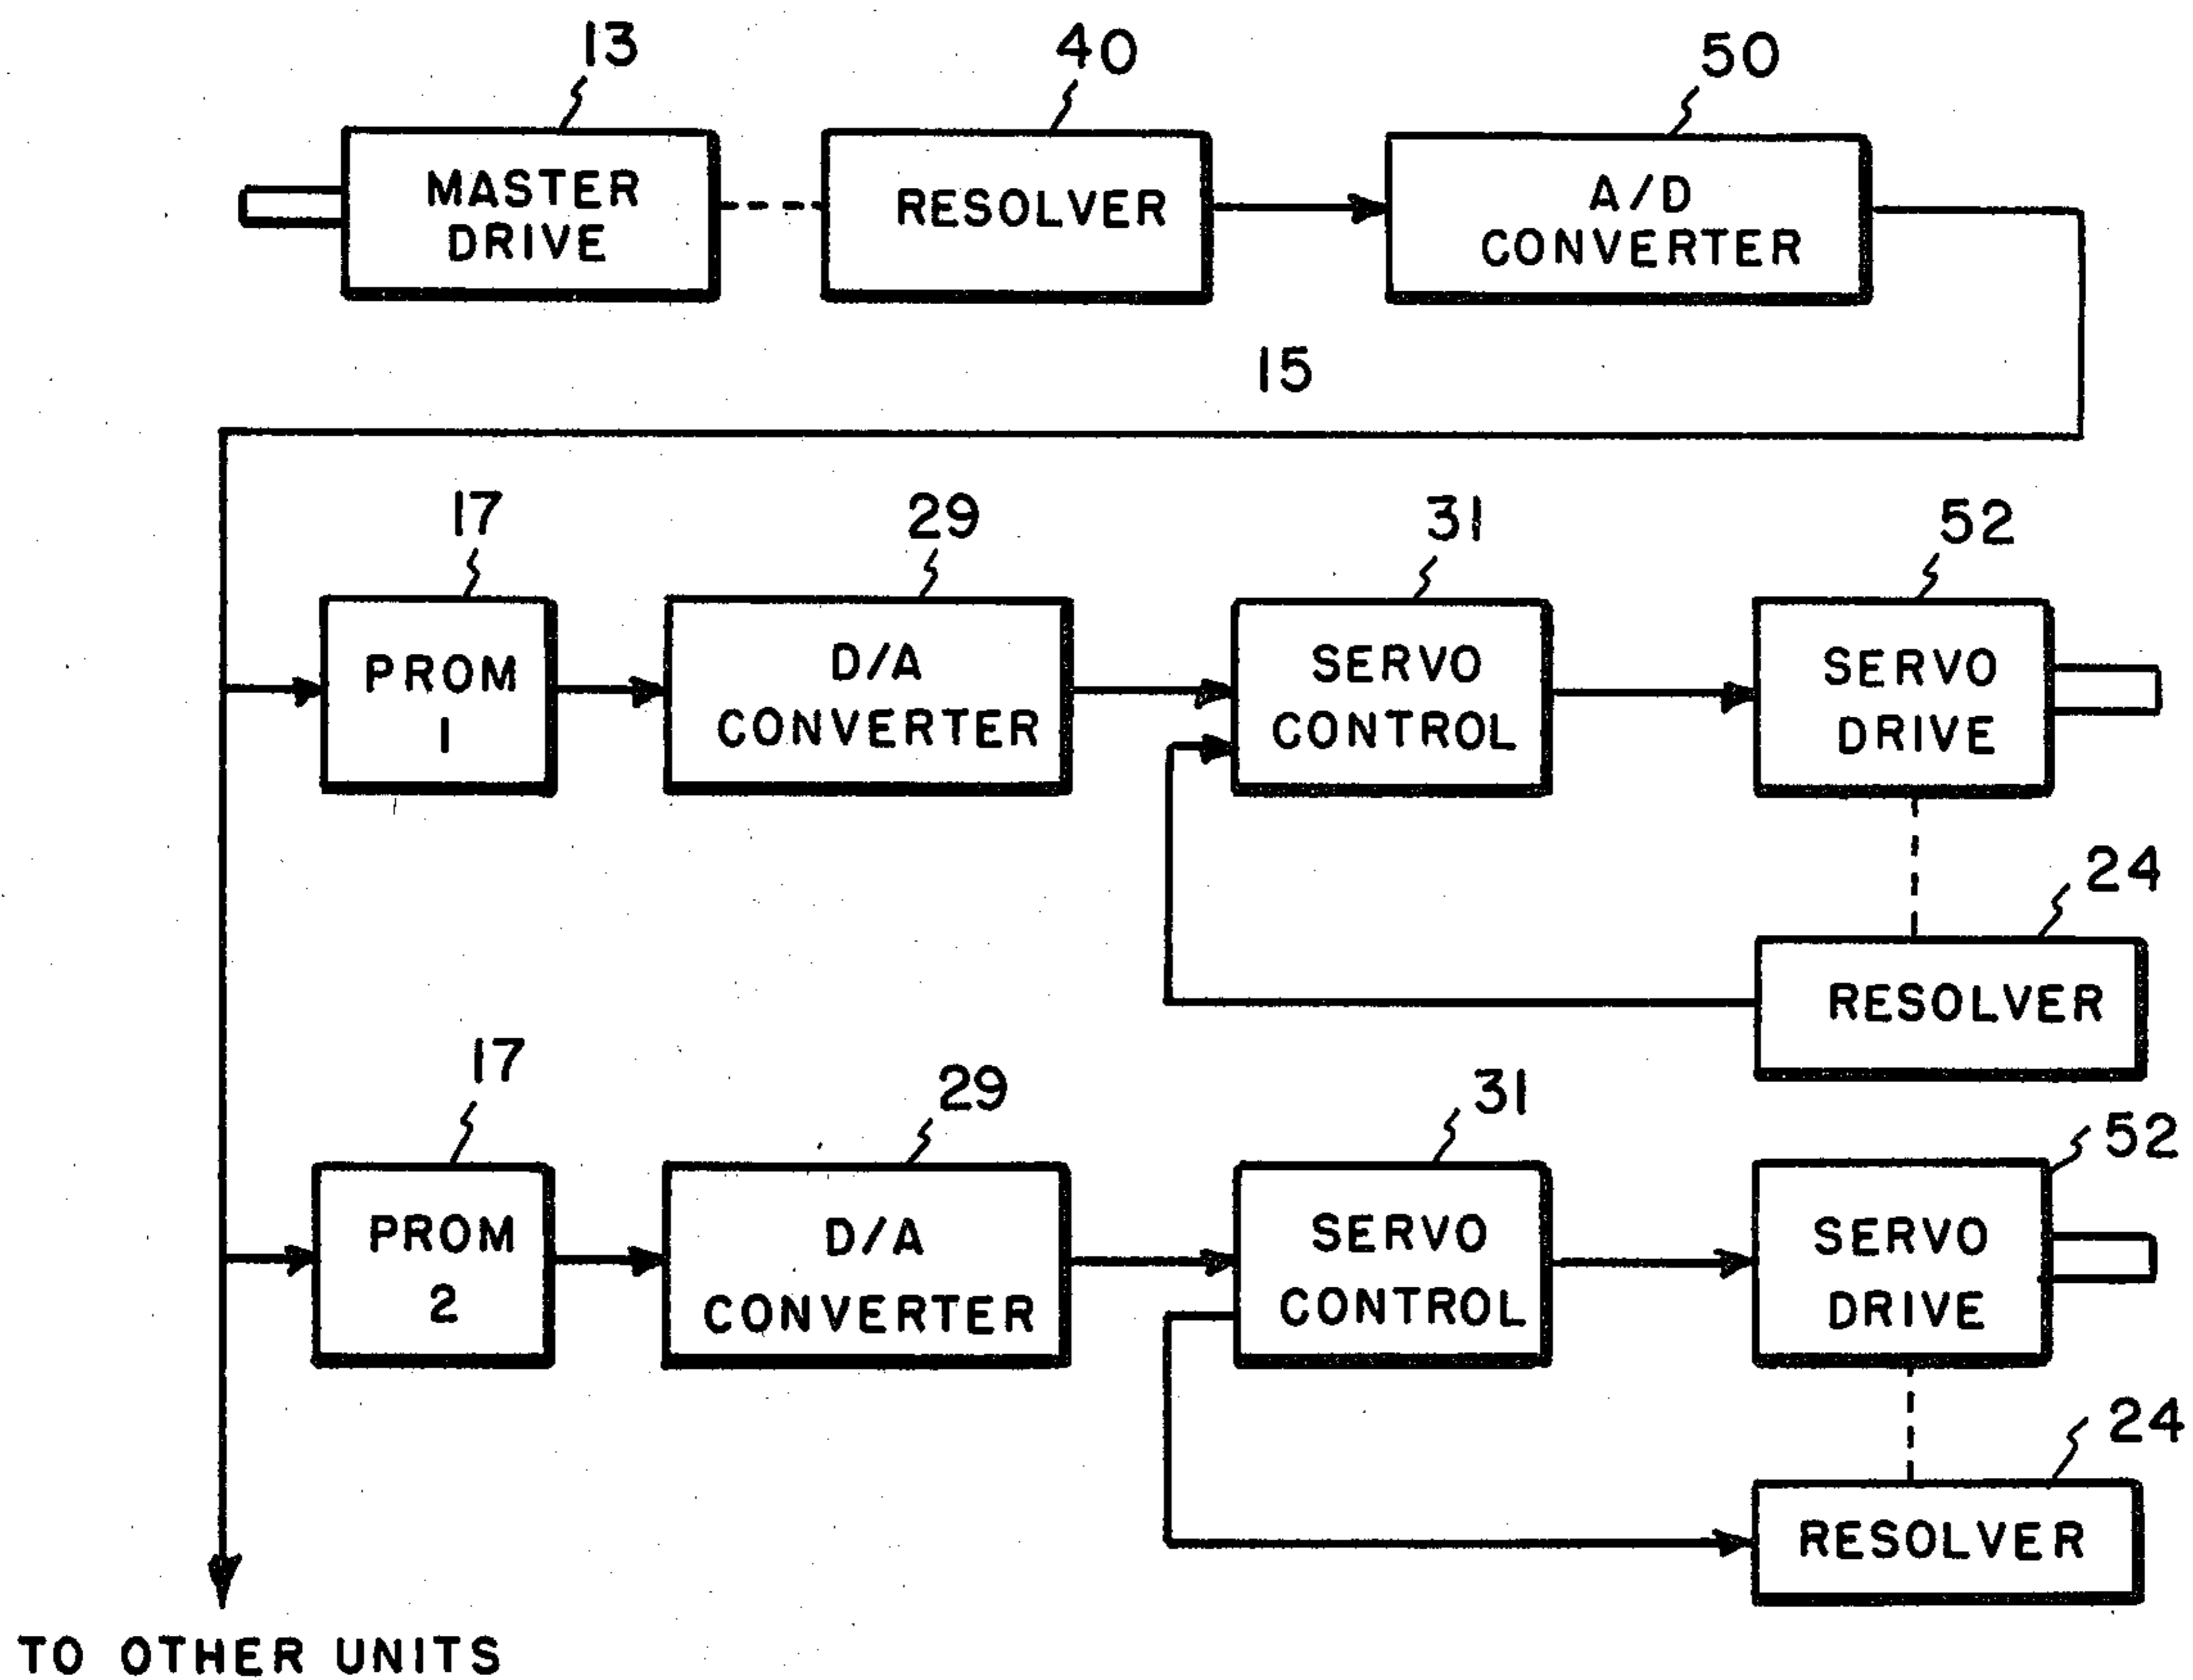 13
40
50
MASTER
DRIVE
RESOLVER
A/D
CONVERTER
15
17
29
31
52
PROM
1
D/A
CONVERTER
SERVO
CONTROL
SERVO
DRIVE
24
RESOLVER
17
29
31
52
PROM
2
D/A
CONVERTER
SERVO
CONTROL
SERVO
DRIVE
24
RESOLVER
TO OTHER UNITS